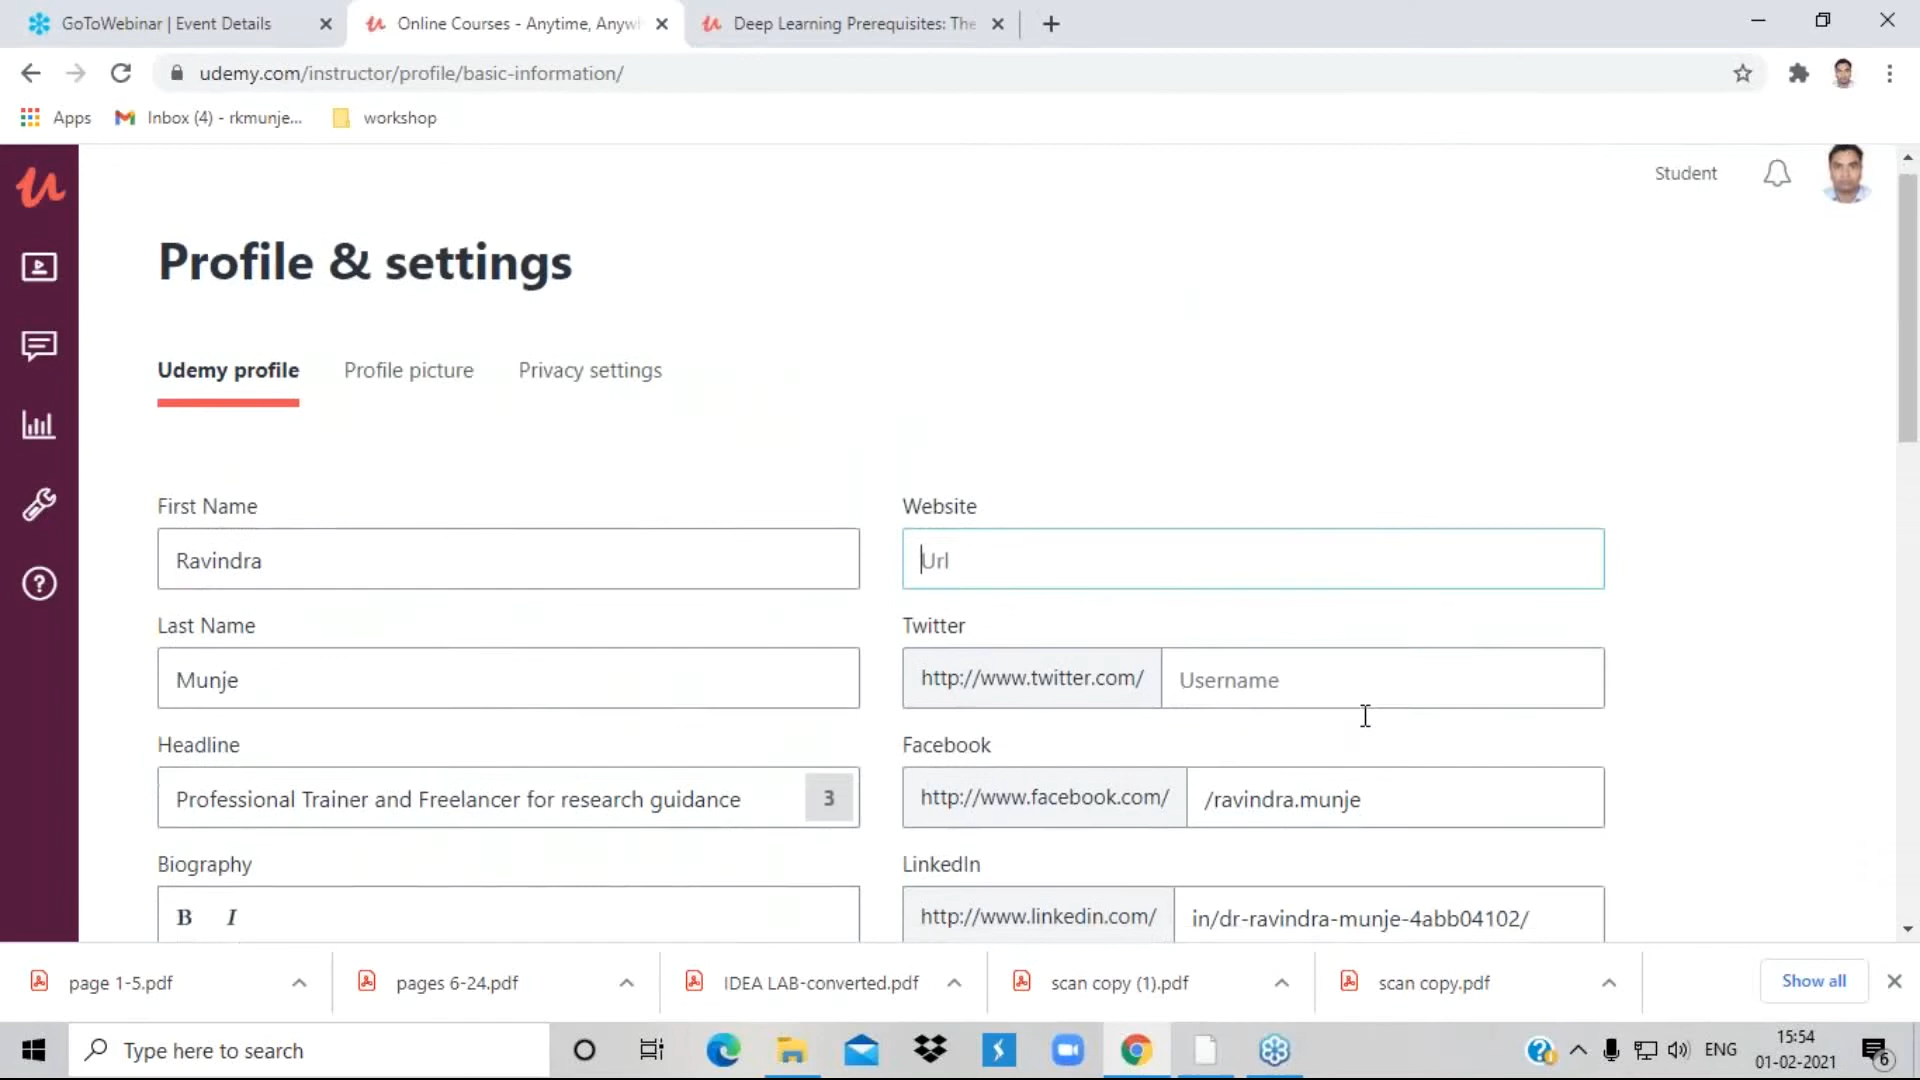 GoToWebinar | Event Details
Online Courses - Anytime, Anywh
Deep Learning Prerequisites: The
udemy.com/instructor/profile/basic-information/
Apps
Inbox (4) - rkmunje...
workshop
Student
Profile & settings
Udemy profile
Profile picture
Privacy settings
First Name
Ravindra
Last Name
Munje
Headline
Professional Trainer and Freelancer for research guidance
3
Biography
B I
Website
Url
Twitter
http://www.twitter.com/
Username
Facebook
http://www.facebook.com/
/ravindra.munje
LinkedIn
http://www.linkedin.com/
in/dr-ravindra-munje-4abb04102/
page 1-5.pdf
pages 6-24.pdf
IDEA LAB-converted.pdf
scan copy (1).pdf
scan copy.pdf
Show all
Type here to search
ENG
15:54
01-02-2021
6